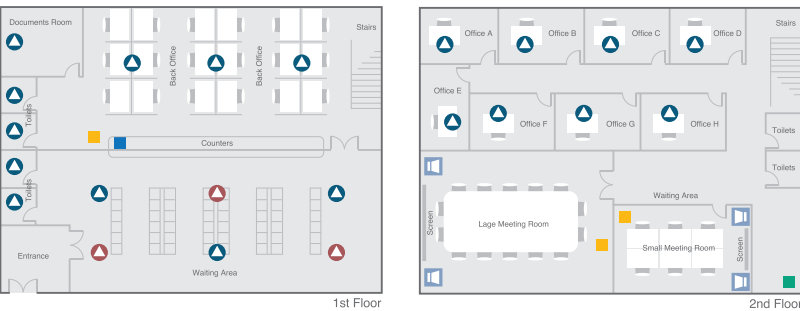 Documents Room
Back Office
Back Office
Stairs
Toilets
Counters
Toilets
Entrance
Waiting Area
1st Floor
Office A
Office B
Office C
Office D
Stairs
Office E
Office F
Office G
Office H
Toilets
Toilets
Waiting Area
Screen
Lage Meeting Room
Small Meeting Room
Screen
2nd Floor